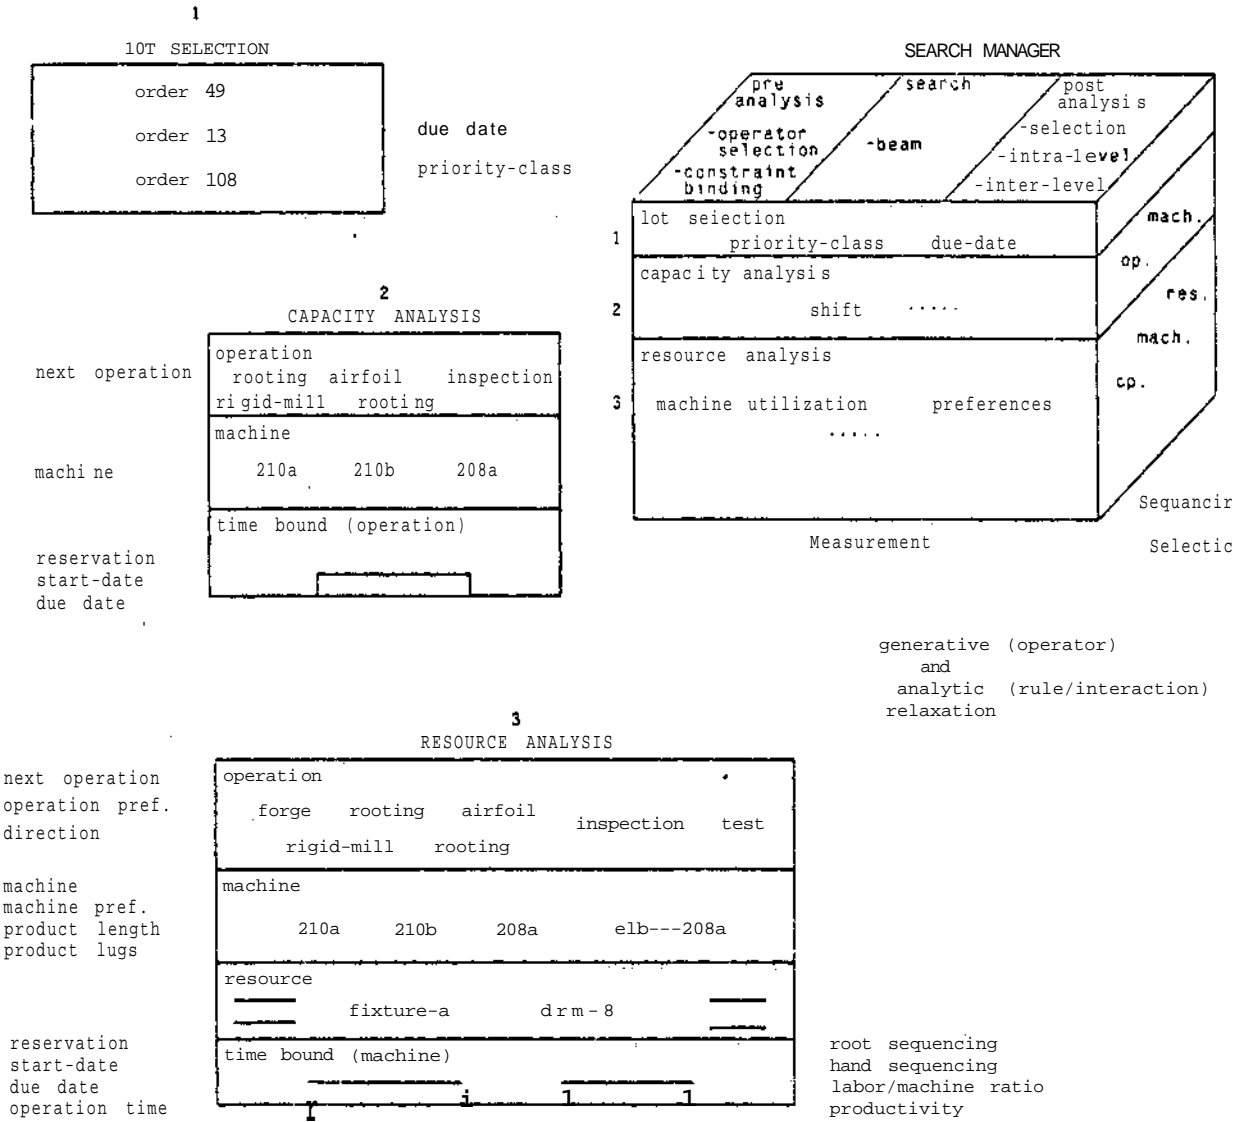 1
10T SELECTION
order 49
order 13
order 108
due date
priority-class
SEARCH MANAGER
pre
analysis
-operator
selection
-constraint
binding
search
-beam
post
analysis
-selection
-intra-level
-inter-level
1
lot seiection
priority-class due-date
2
capacity analysis
shift .....
3
resource analysis
machine utilization preferences
.....
mach.
op.
res.
mach.
cp.
Sequancir
Measurement
Selectic
2
CAPACITY ANALYSIS
next operation
operation
rooting airfoil inspection
rigid-mill rooting
machine
machine
210a 210b 208a
time bound (operation)
reservation
start-date
due date
generative (operator)
and
analytic (rule/interaction)
relaxation
3
RESOURCE ANALYSIS
next operation
operation pref.
direction
operation
forge rooting airfoil inspection test
rigid-mill rooting
machine
machine pref.
product length
product lugs
machine
210a 210b 208a elb---208a
resource
fixture-a drm-8
reservation
start-date
due date
operation time
time bound (machine)
r i l l
root sequencing
hand sequencing
labor/machine ratio
productivity